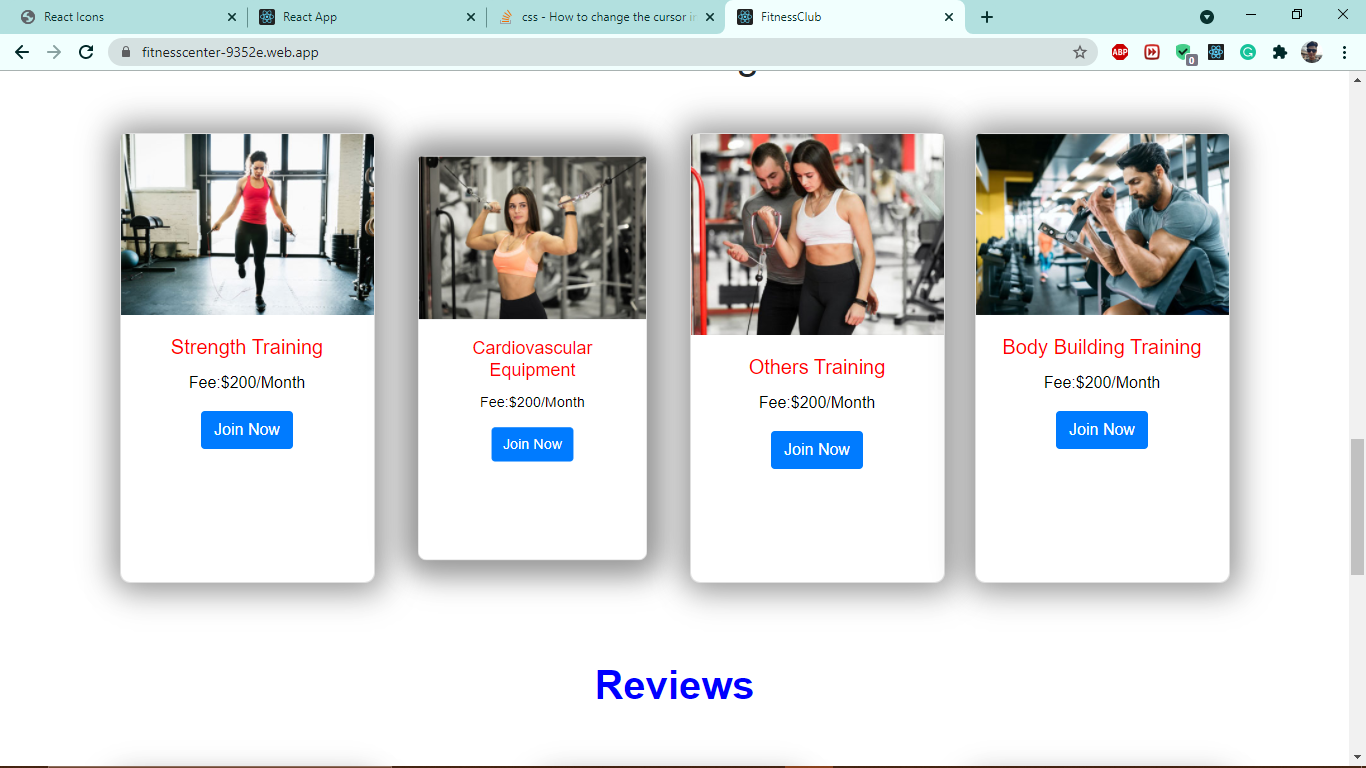 React Icons
React App
css - How to change the cursor in
FitnessClub
fitnesscenter-9352e.web.app
ABP
0
Strength Training
Fee:$200/Month
Join Now
Cardiovascular
Equipment
Fee:$200/Month
Join Now
Others Training
Fee:$200/Month
Join Now
Body Building Training
Fee:$200/Month
Join Now
Reviews